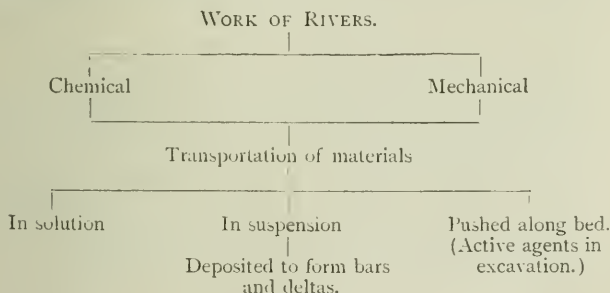 WORK OF RIVERS.
Chemical Mechanical
Transportation of materials
In solution In suspension Pushed along bed.
(Active agents in
Deposited to form bars excavation.)
and deltas.